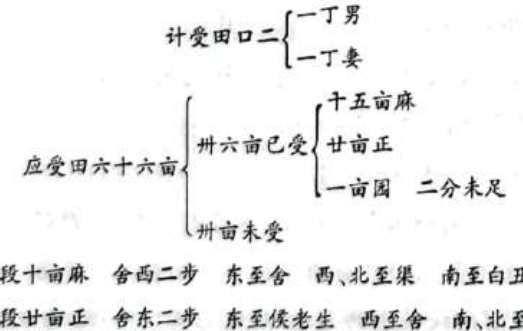 计受田口二
一丁男
一丁妻
应受田六十六亩
卅六亩已受
十五亩麻
廿亩正
一亩园 二分未足
卅亩未受
段十亩麻 舍西二步 东至舍 西、北至渠 南至白丑
段廿亩正 舍东二步 东至侯老生 西至舍 南、北至